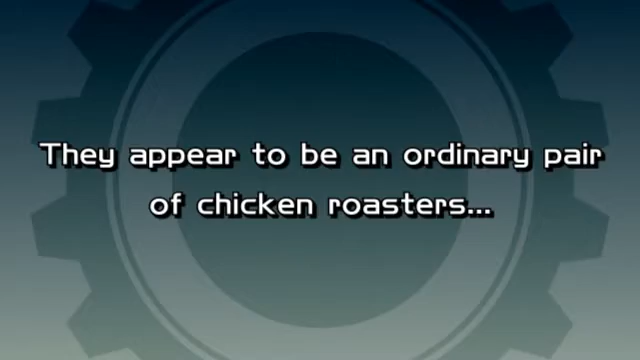 They appear to be an ordinary pair
of chicken roasters...